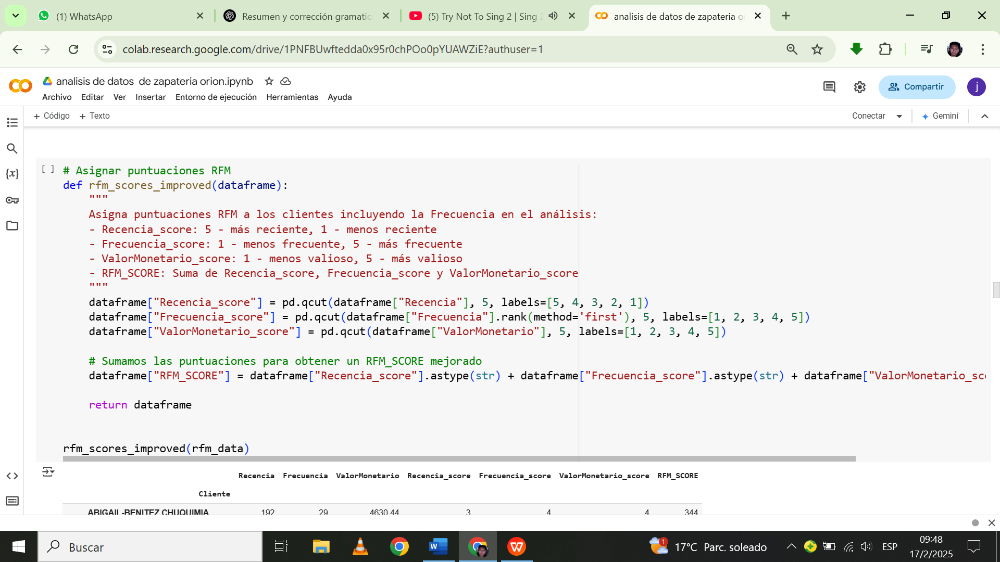 (1) WhatsApp
Resumen y corrección gramatic
(5) Try Not To Sing 2 | Sing 2
analisis de datos de zapateria o
colab.research.google.com/drive/1PNFBUwftedda0x95r0chPOo0pYUAWZiE?authuser=1
analisis de datos  de zapateria orion.ipynb
Archivo Editar Ver Insertar Entorno de ejecución Herramientas Ayuda
Compartir
j
+ Código + Texto
Conectar
Gemini
{x}
[ ] # Asignar puntuaciones RFM
def rfm_scores_improved(dataframe):
"""
Asigna puntuaciones RFM a los clientes incluyendo la Frecuencia en el análisis:
- Recencia_score: 5 - más reciente, 1 - menos reciente
- Frecuencia_score: 1 - menos frecuente, 5 - más frecuente
- ValorMonetario_score: 1 - menos valioso, 5 - más valioso
- RFM_SCORE: Suma de Recencia_score, Frecuencia_score y ValorMonetario_score
"""
dataframe["Recencia_score"] = pd.qcut(dataframe["Recencia"], 5, labels=[5, 4, 3, 2, 1])
dataframe["Frecuencia_score"] = pd.qcut(dataframe["Frecuencia"].rank(method='first'), 5, labels=[1, 2, 3, 4, 5])
dataframe["ValorMonetario_score"] = pd.qcut(dataframe["ValorMonetario"], 5, labels=[1, 2, 3, 4, 5])
# Sumamos las puntuaciones para obtener un RFM_SCORE mejorado
dataframe["RFM_SCORE"] = dataframe["Recencia_score"].astype(str) + dataframe["Frecuencia_score"].astype(str) + dataframe["ValorMonetario_sco
return dataframe
rfm_scores_improved(rfm_data)
Recencia Frecuencia ValorMonetario Recencia_score Frecuencia_score ValorMonetario_score RFM_SCORE
Cliente
ABIGAIL-BENITEZ CHUQUIMIA 192 29 4630.44 3 4 4 344
Buscar
W
1
17°C Parc. soleado
ESP
09:48
17/2/2025